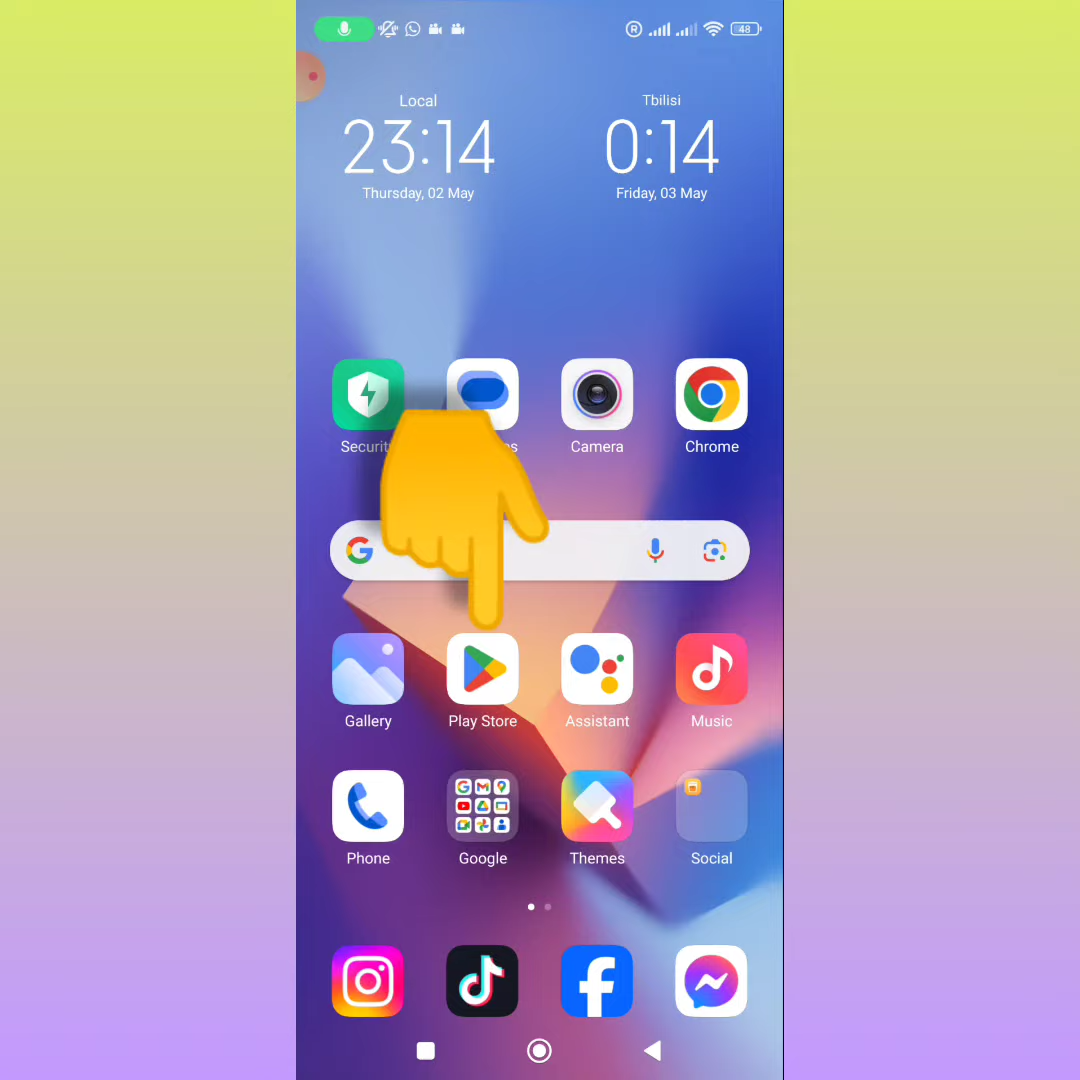 R
48
Local
Tbilisi
23:14
0:14
Thursday, 02 May
Friday, 03 May
Camera
Chrome
Gallery
Play Store
Assistant
Music
Phone
Google
Themes
Social